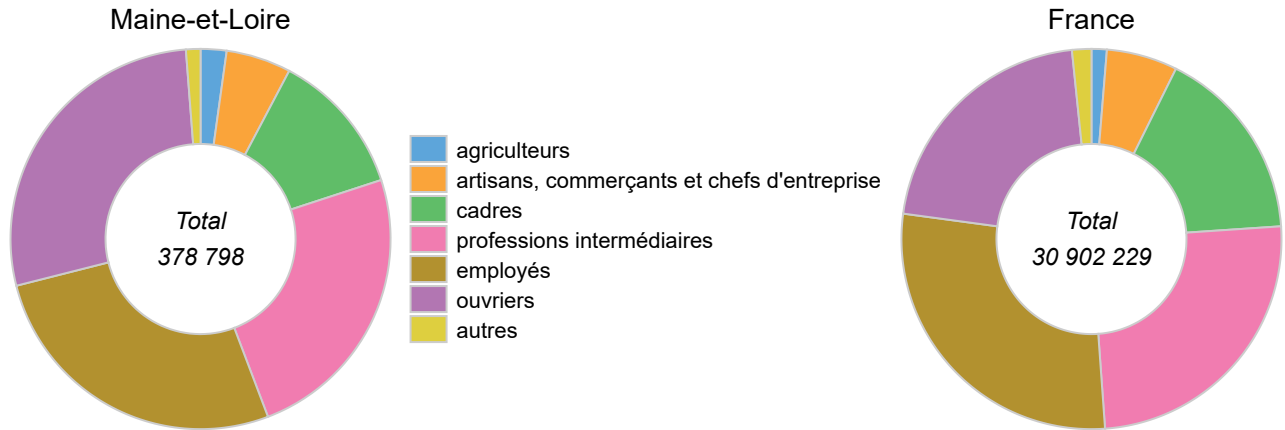 Maine-et-Loire
Total
378 798
agriculteurs
artisans, commerçants et chefs d'entreprise
cadres
professions intermédiaires
employés
ouvriers
autres
France
Total
30 902 229